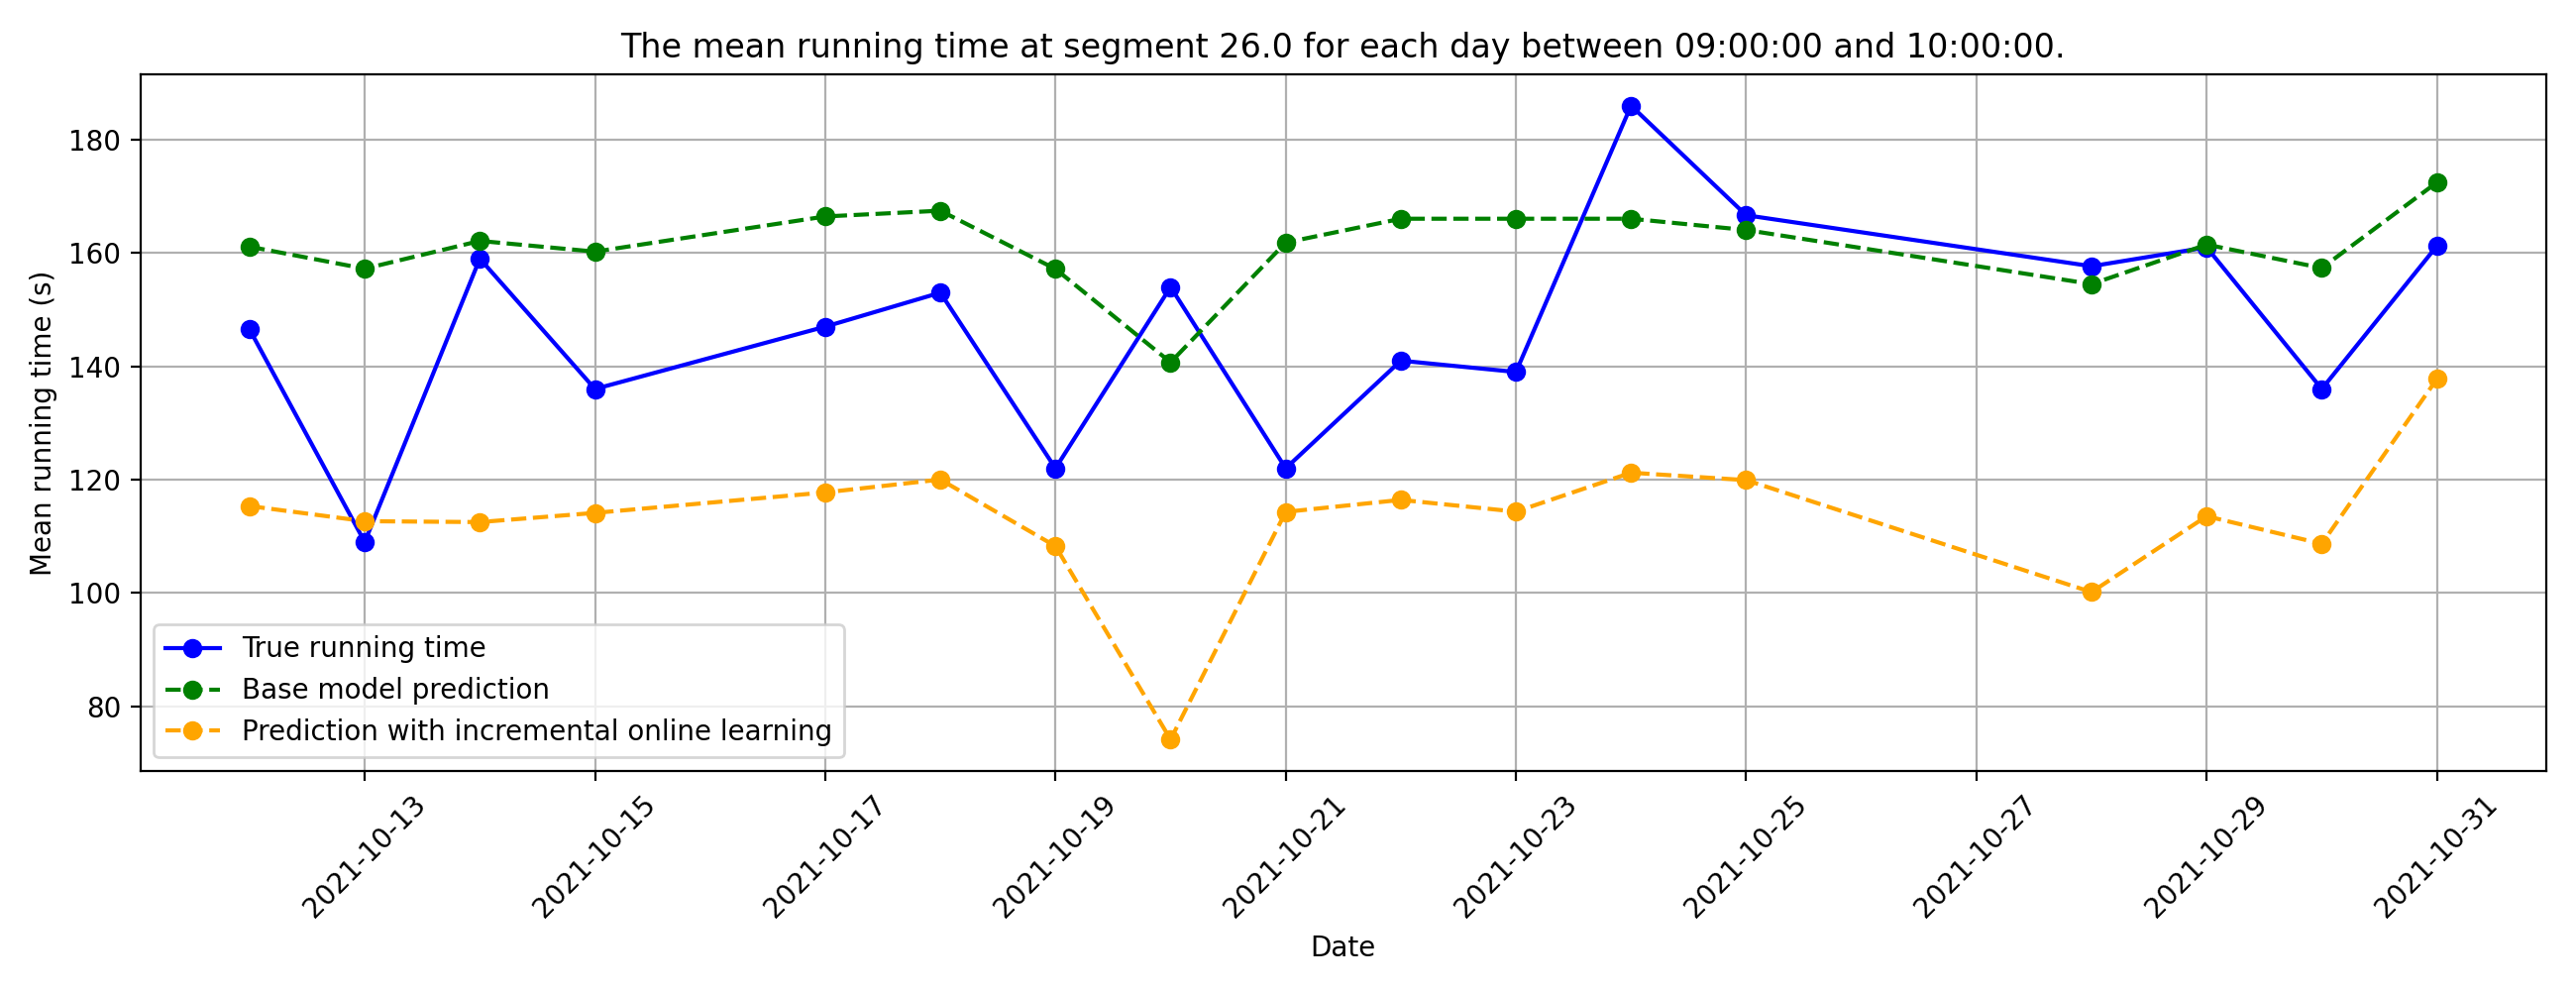 The mean running time at segment 26.0 for each day between 09:00:00 and 10:00:00.
Mean running time (s)
180
160
140
120
100
80
True running time
Base model prediction
Prediction with incremental online learning
2021-10-13
2021-10-15
2021-10-17
2021-10-19
2021-10-21
2021-10-23
2021-10-25
2021-10-27
2021-10-29
2021-10-31
Date